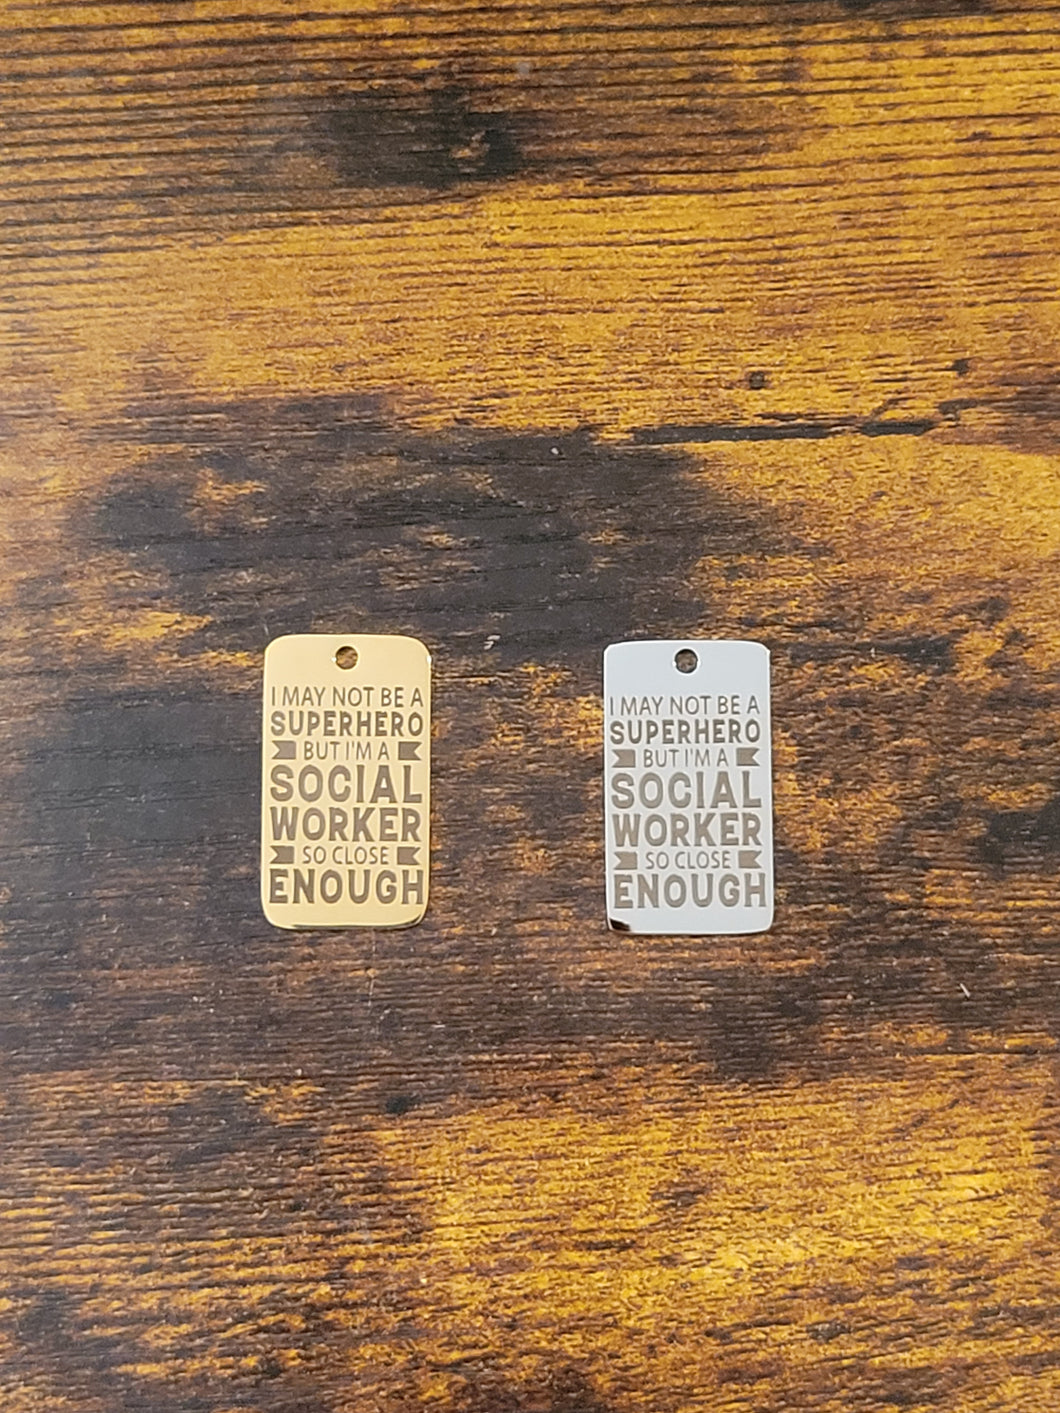 I MAY NOT BE A
SUPERHERO
BUT I'M A
SOCIAL
WORKER
SO CLOSE
ENOUGH
I MAY NOT BE A
SUPERHERO
BUT I'M A
SOCIAL
WORKER
SO CLOSE
ENOUGH